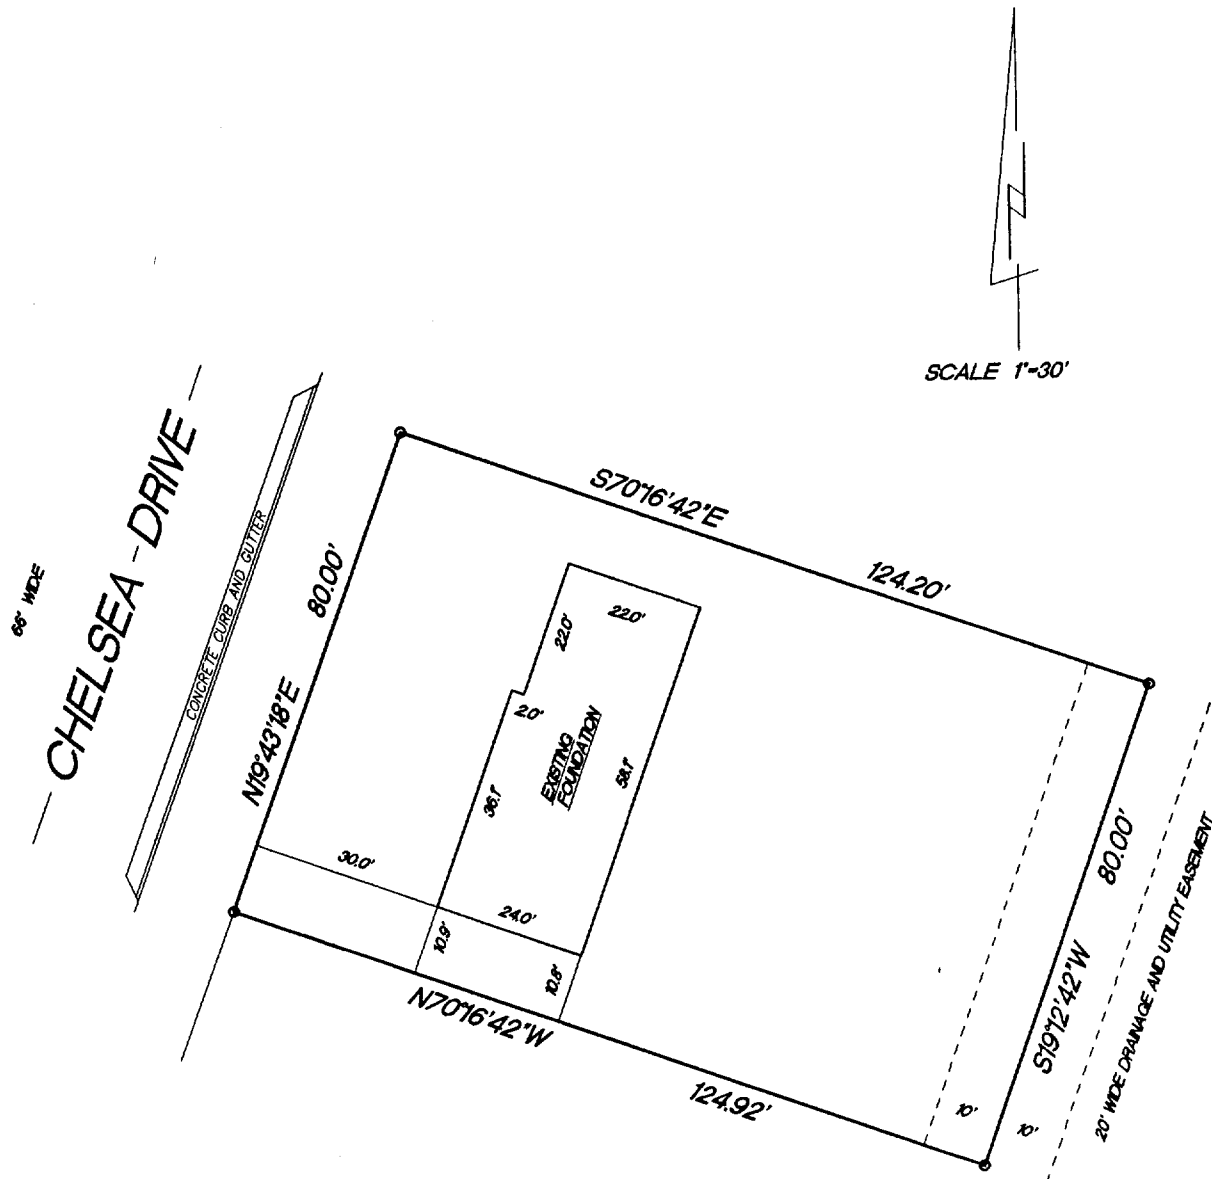 SCALE 1"=30'
S70°16'42"E
124.20'
80.00'
N19°43'18"E
CONCRETE CURB AND GUTTER
CHELSEA DRIVE
66' WIDE
22.0'
22.0'
2.0'
EXISTING
FOUNDATION
36.1'
58.1'
30.0'
24.0'
10.9'
10.8'
N70°16'42"W
124.92'
80.00'
S19°12'42"W
10'
10'
20' WIDE DRAINAGE AND UTILITY EASEMENT